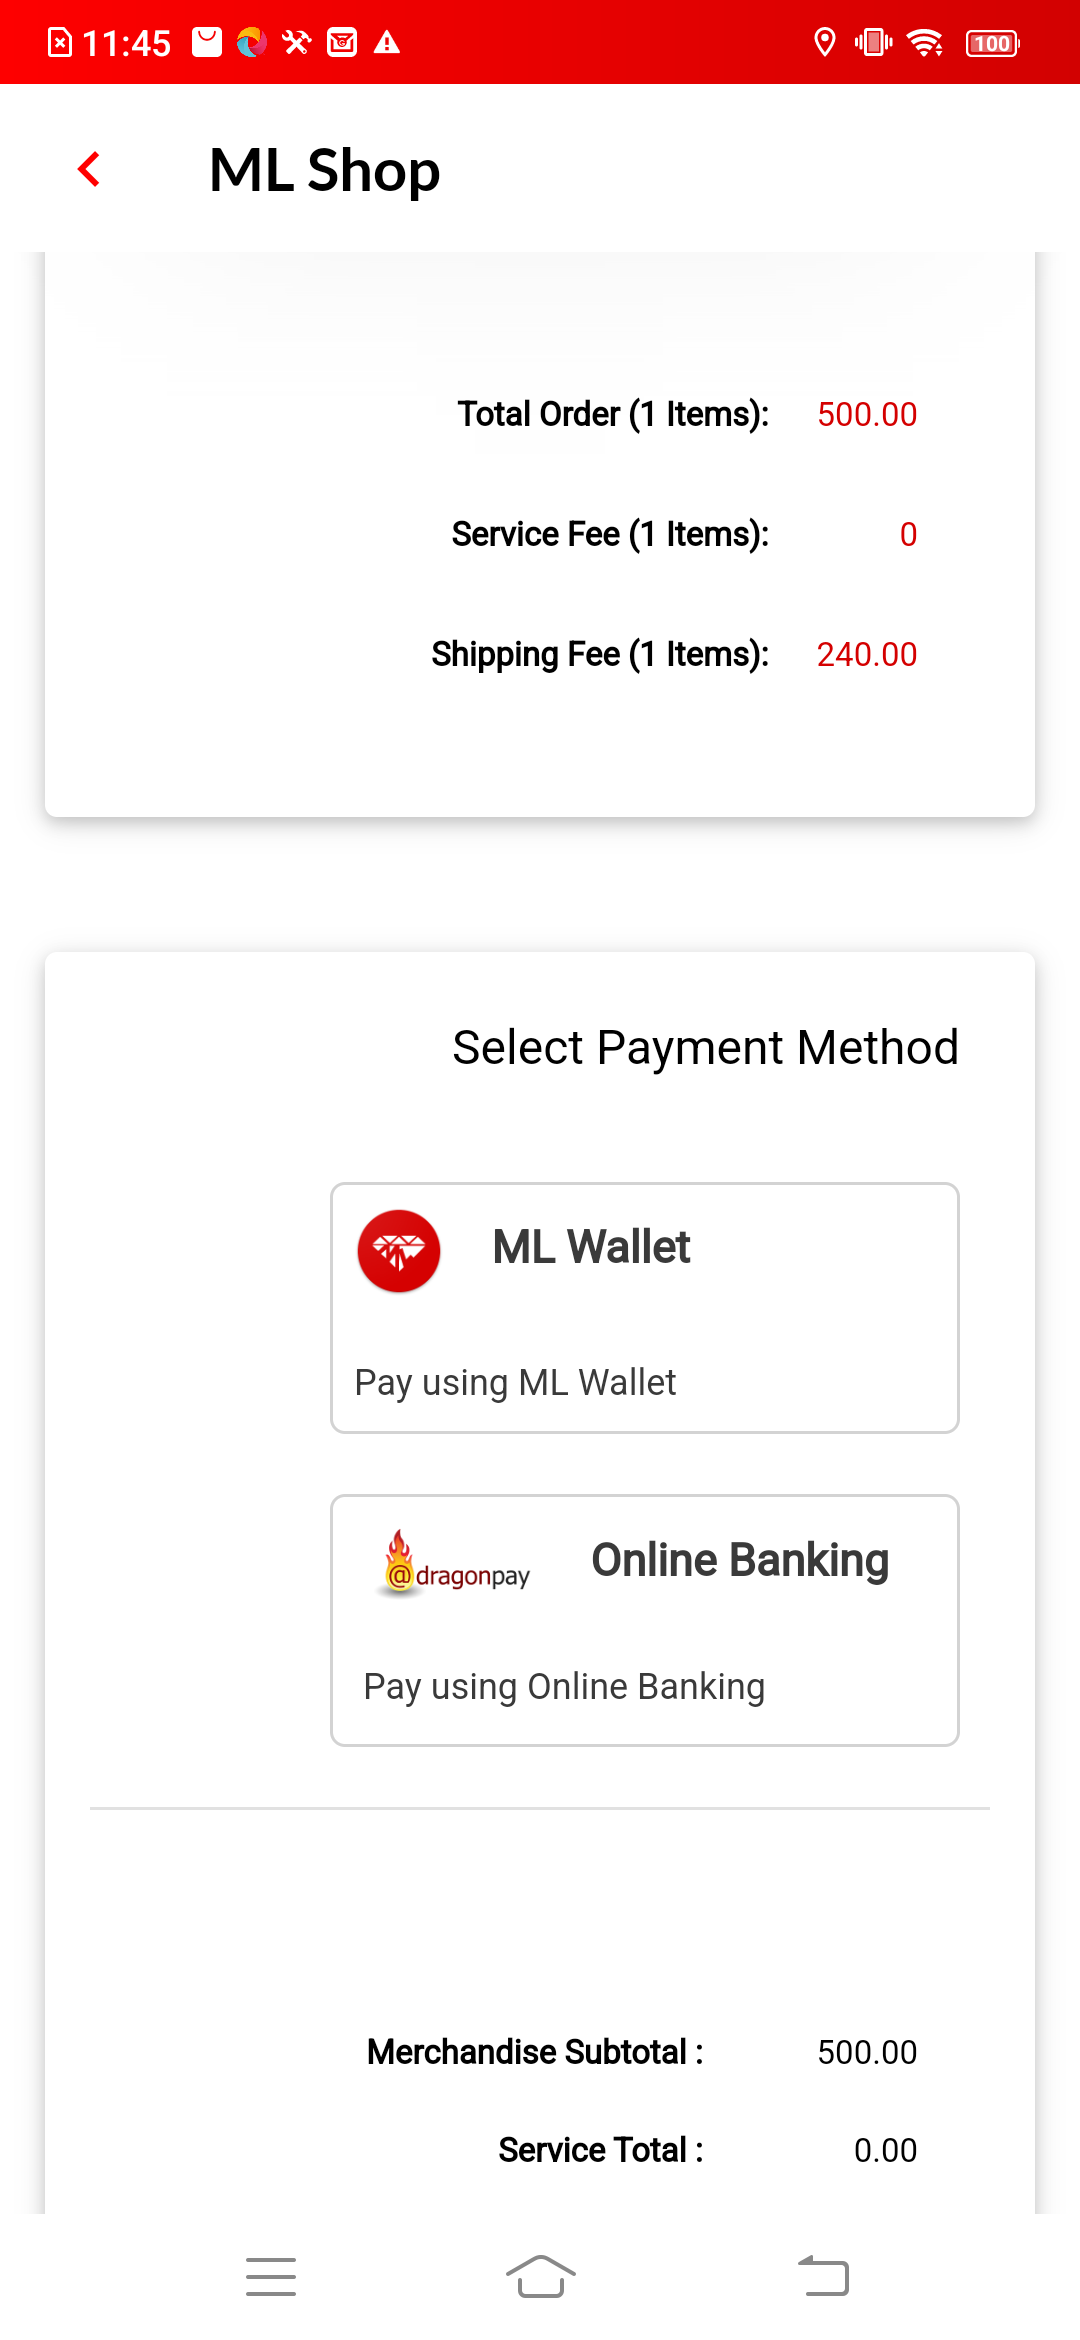 11:45
100
ML Shop
Total Order (1 Items): 500.00
Service Fee (1 Items): 0
Shipping Fee (1 Items): 240.00
Select Payment Method
ML Wallet
Pay using ML Wallet
@dragonpay Online Banking
Pay using Online Banking
Merchandise Subtotal : 500.00
Service Total : 0.00